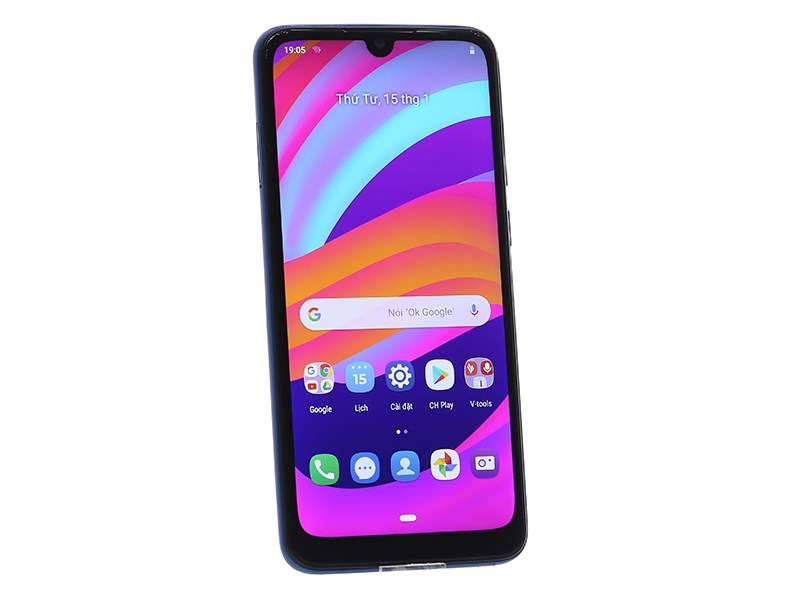 19:05
Thứ Tư, 15 thg 1
Nói "Ok Google"
15
Google
Lịch
Cài đặt
CH Play
V-tools